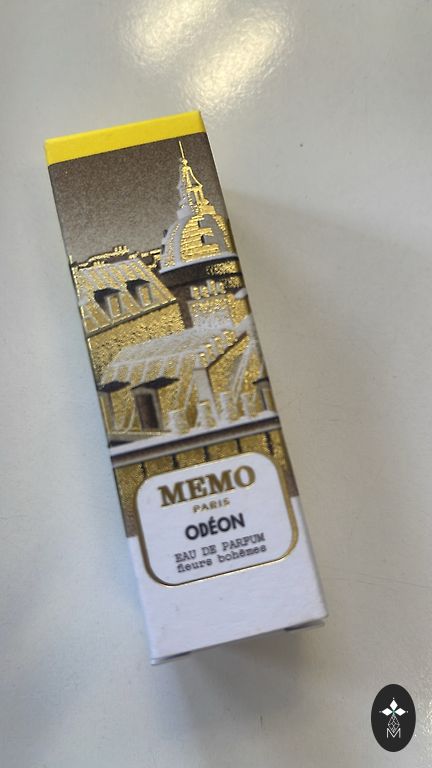 MEMO
PARIS
ODÉON
EAU DE PARFUM
fleurs bohèmes
M